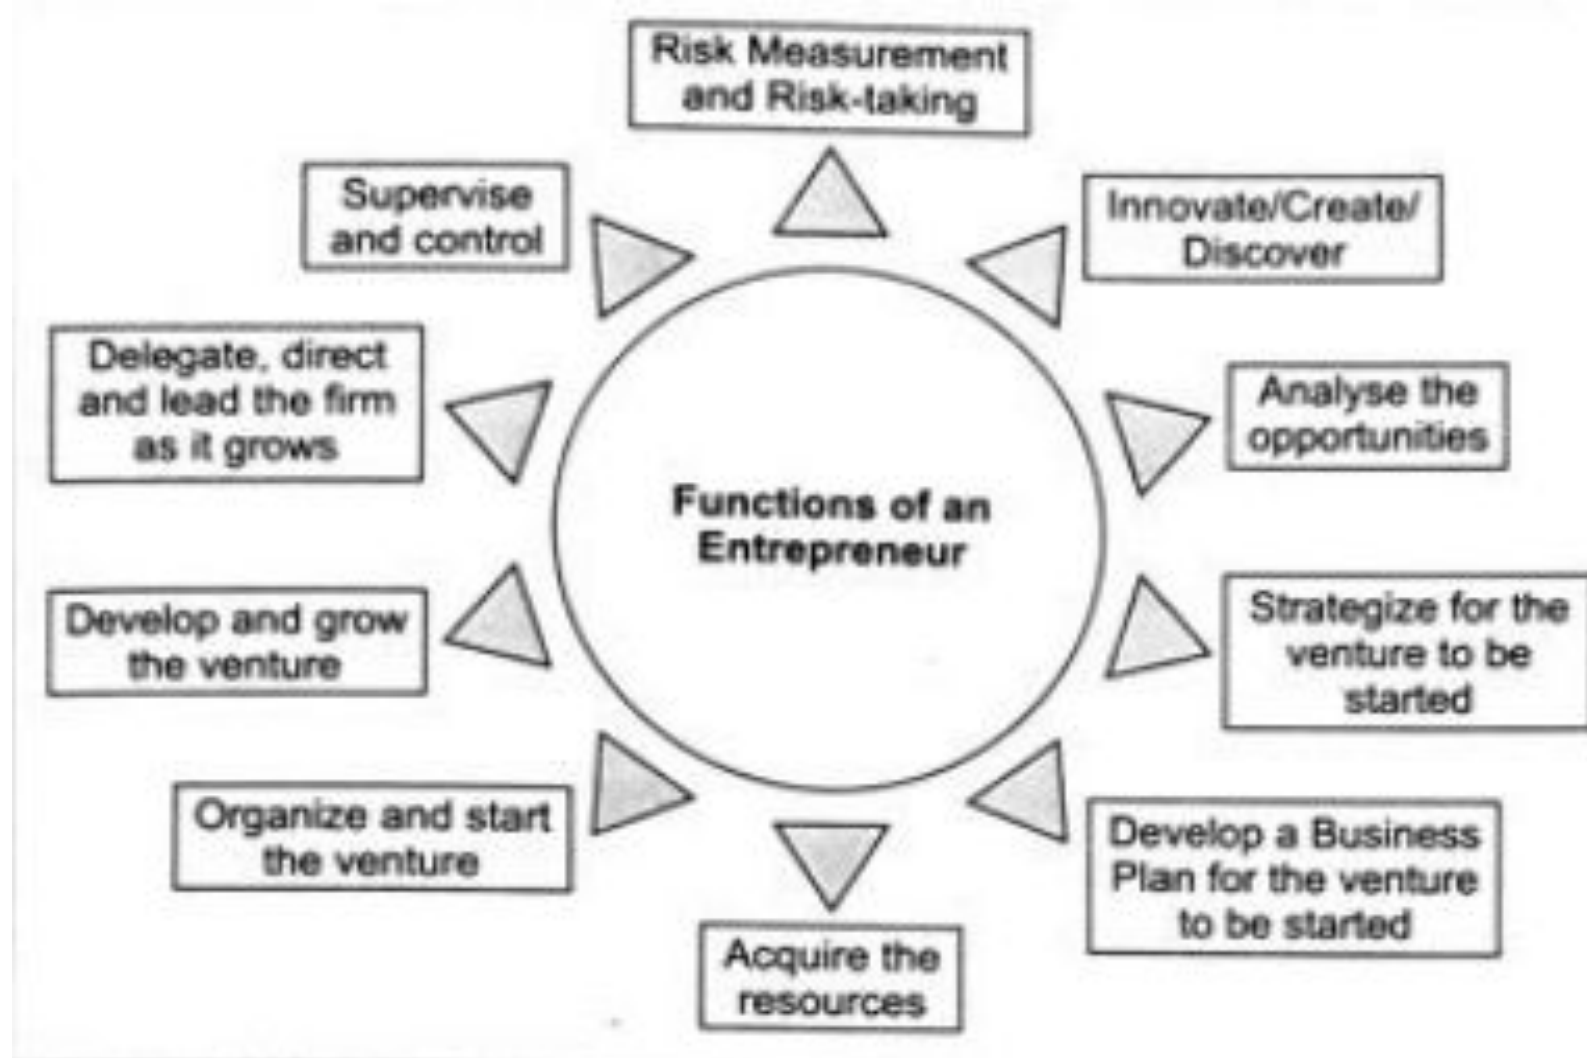 Risk Measurement
and Risk-taking
Innovate/Create/
Discover
Analyse the
opportunities
Strategize for the
venture to be
started
Develop a Business
Plan for the venture
to be started
Acquire the
resources
Organize and start
the venture
Develop and grow
the venture
Delegate, direct
and lead the firm
as it grows
Supervise
and control
Functions of an
Entrepreneur